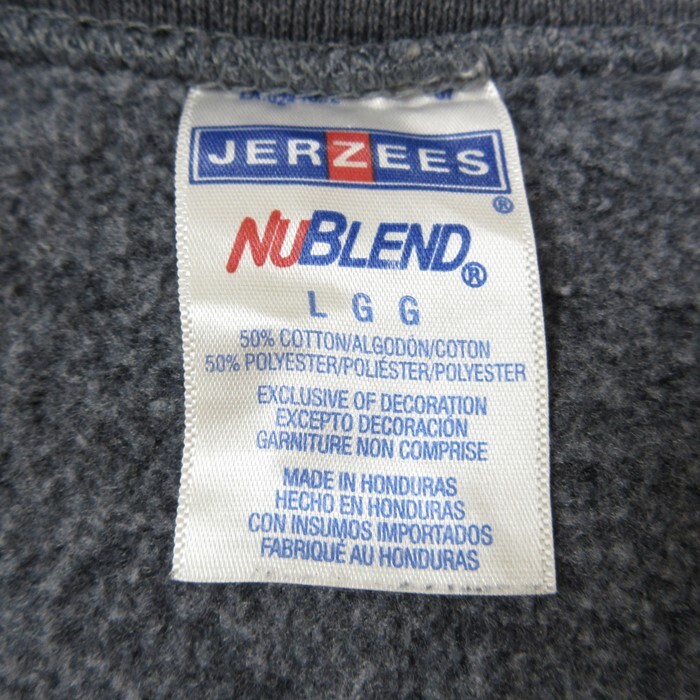 JERZEES
®
NUBLEND®
L G G
50% COTTON/ALGODÓN/COTON
50% POLYESTER/POLIÉSTER/POLYESTER
EXCLUSIVE OF DECORATION
EXCEPTO DECORACIÓN
GARNITURE NON COMPRISE
MADE IN HONDURAS
HECHO EN HONDURAS
CON INSUMOS IMPORTADOS
FABRIQUÉ AU HONDURAS